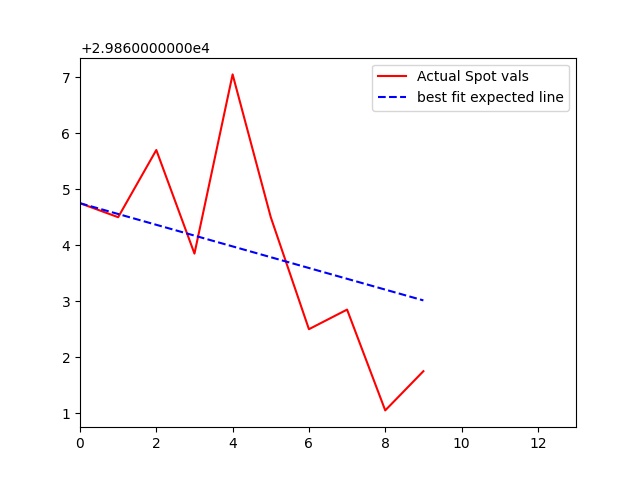 +2.9860000000e4
Actual Spot vals
best fit expected line
7
6
5
4
3
2
1
0 2 4 6 8 10 12